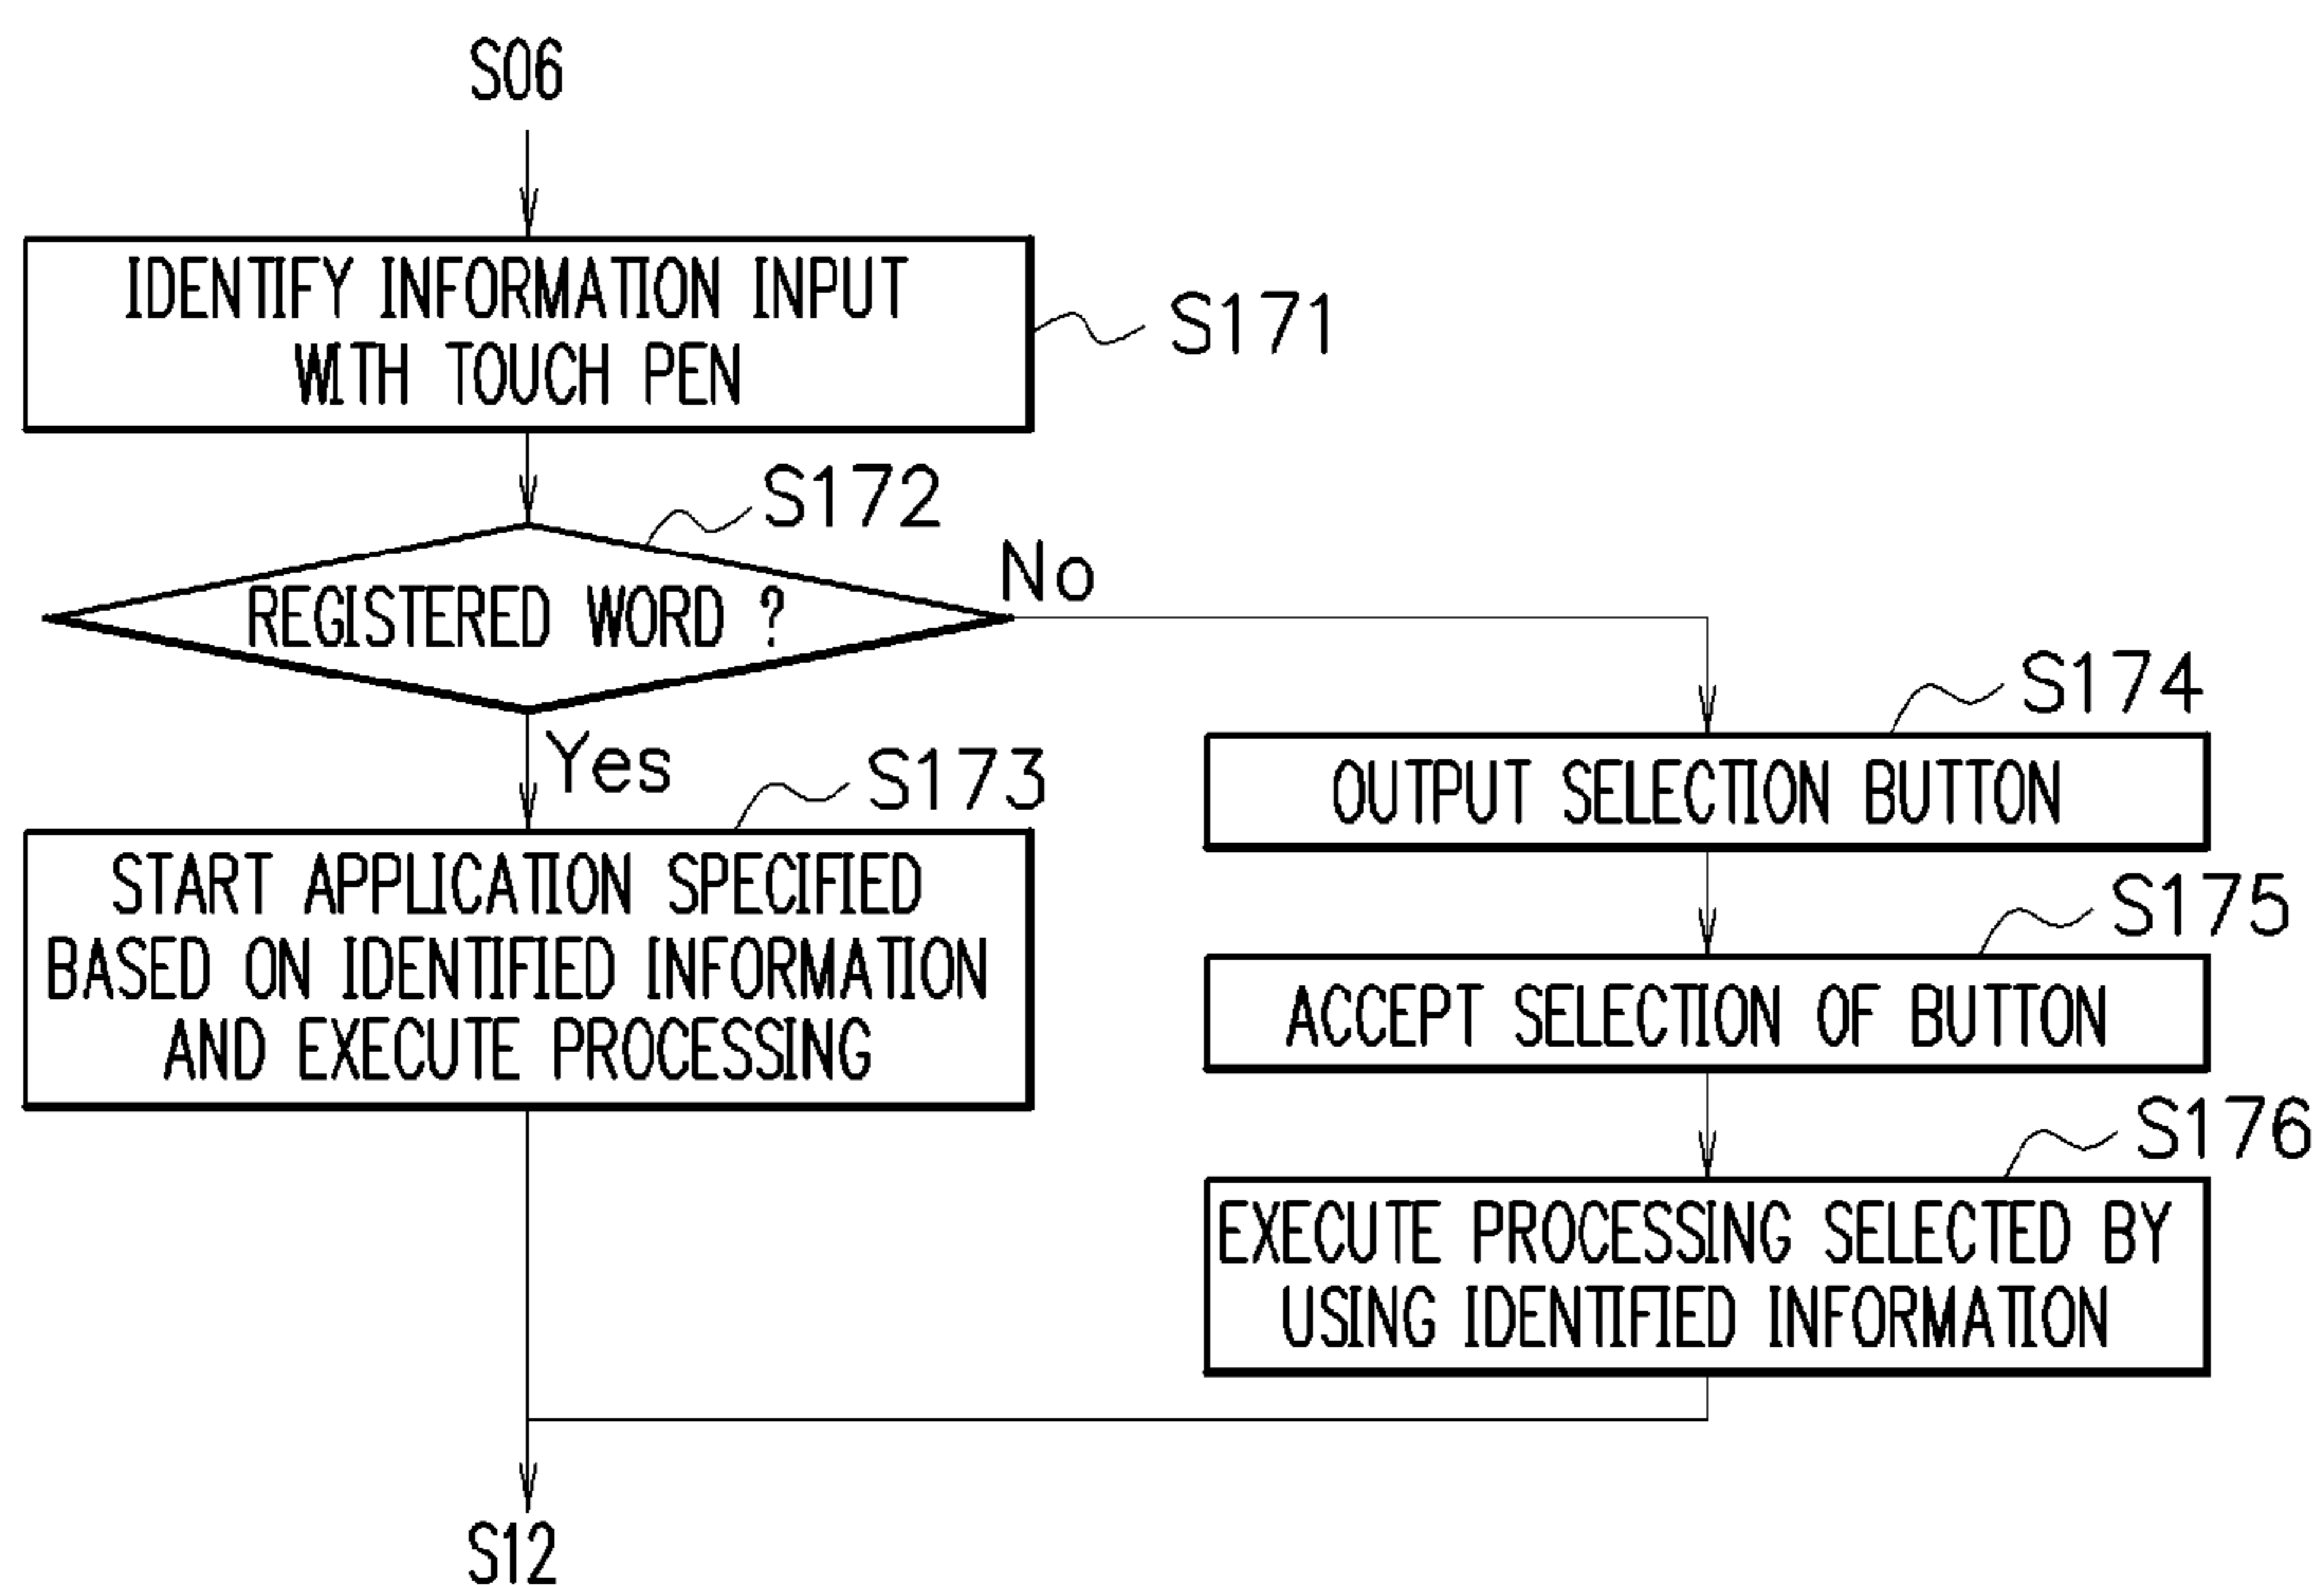 S06
IDENTIFY INFORMATION INPUT
WITH TOUCH PEN
S171
S172
REGISTERED WORD ?
No
Yes
S173
START APPLICATION SPECIFIED
BASED ON IDENTIFIED INFORMATION
AND EXECUTE PROCESSING
S174
OUTPUT SELECTION BUTTON
S175
ACCEPT SELECTION OF BUTTON
S176
EXECUTE PROCESSING SELECTED BY
USING IDENTIFIED INFORMATION
S12